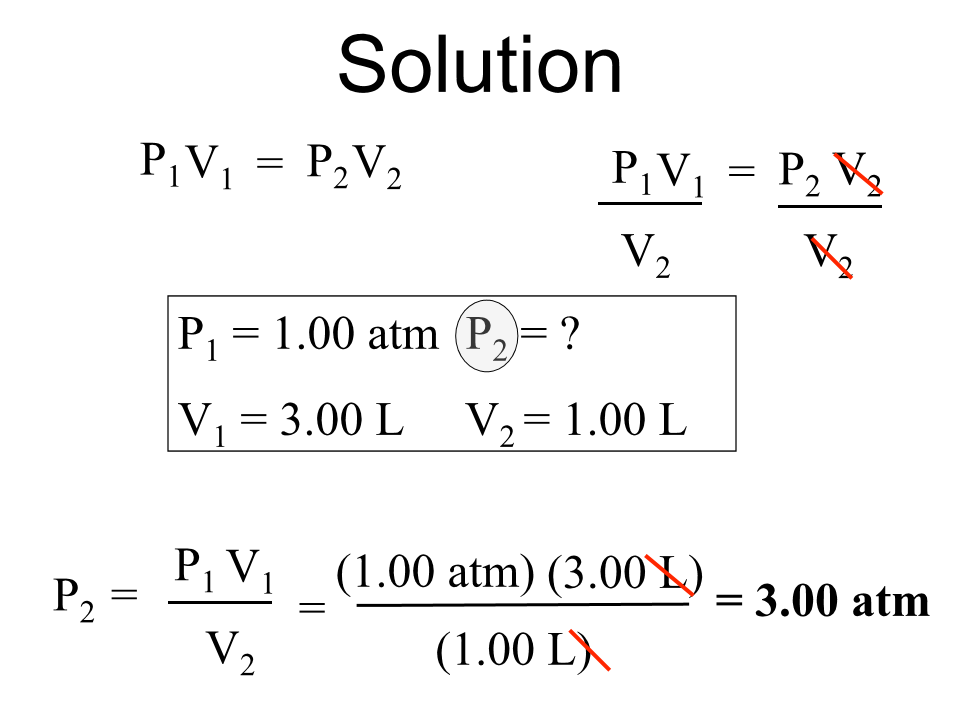 Solution
P₁V₁ = P₂V₂
P₁V₁ = P₂ V₂
V₂ V₂
P₁ = 1.00 atm P₂ = ?
V₁ = 3.00 L V₂ = 1.00 L
P₂ = P₁ V₁ = (1.00 atm) (3.00 L) = 3.00 atm
V₂ (1.00 L)